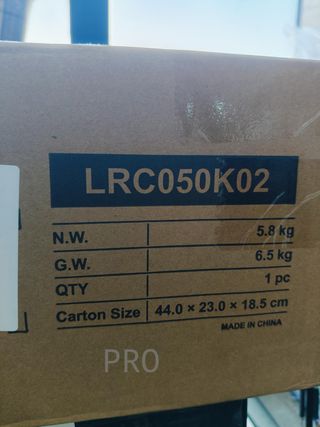 LRC050K02
N.W. 5.8 kg
G.W. 6.5 kg
QTY 1 pc
Carton Size 44.0 × 23.0 × 18.5 cm
MADE IN CHINA
PRO